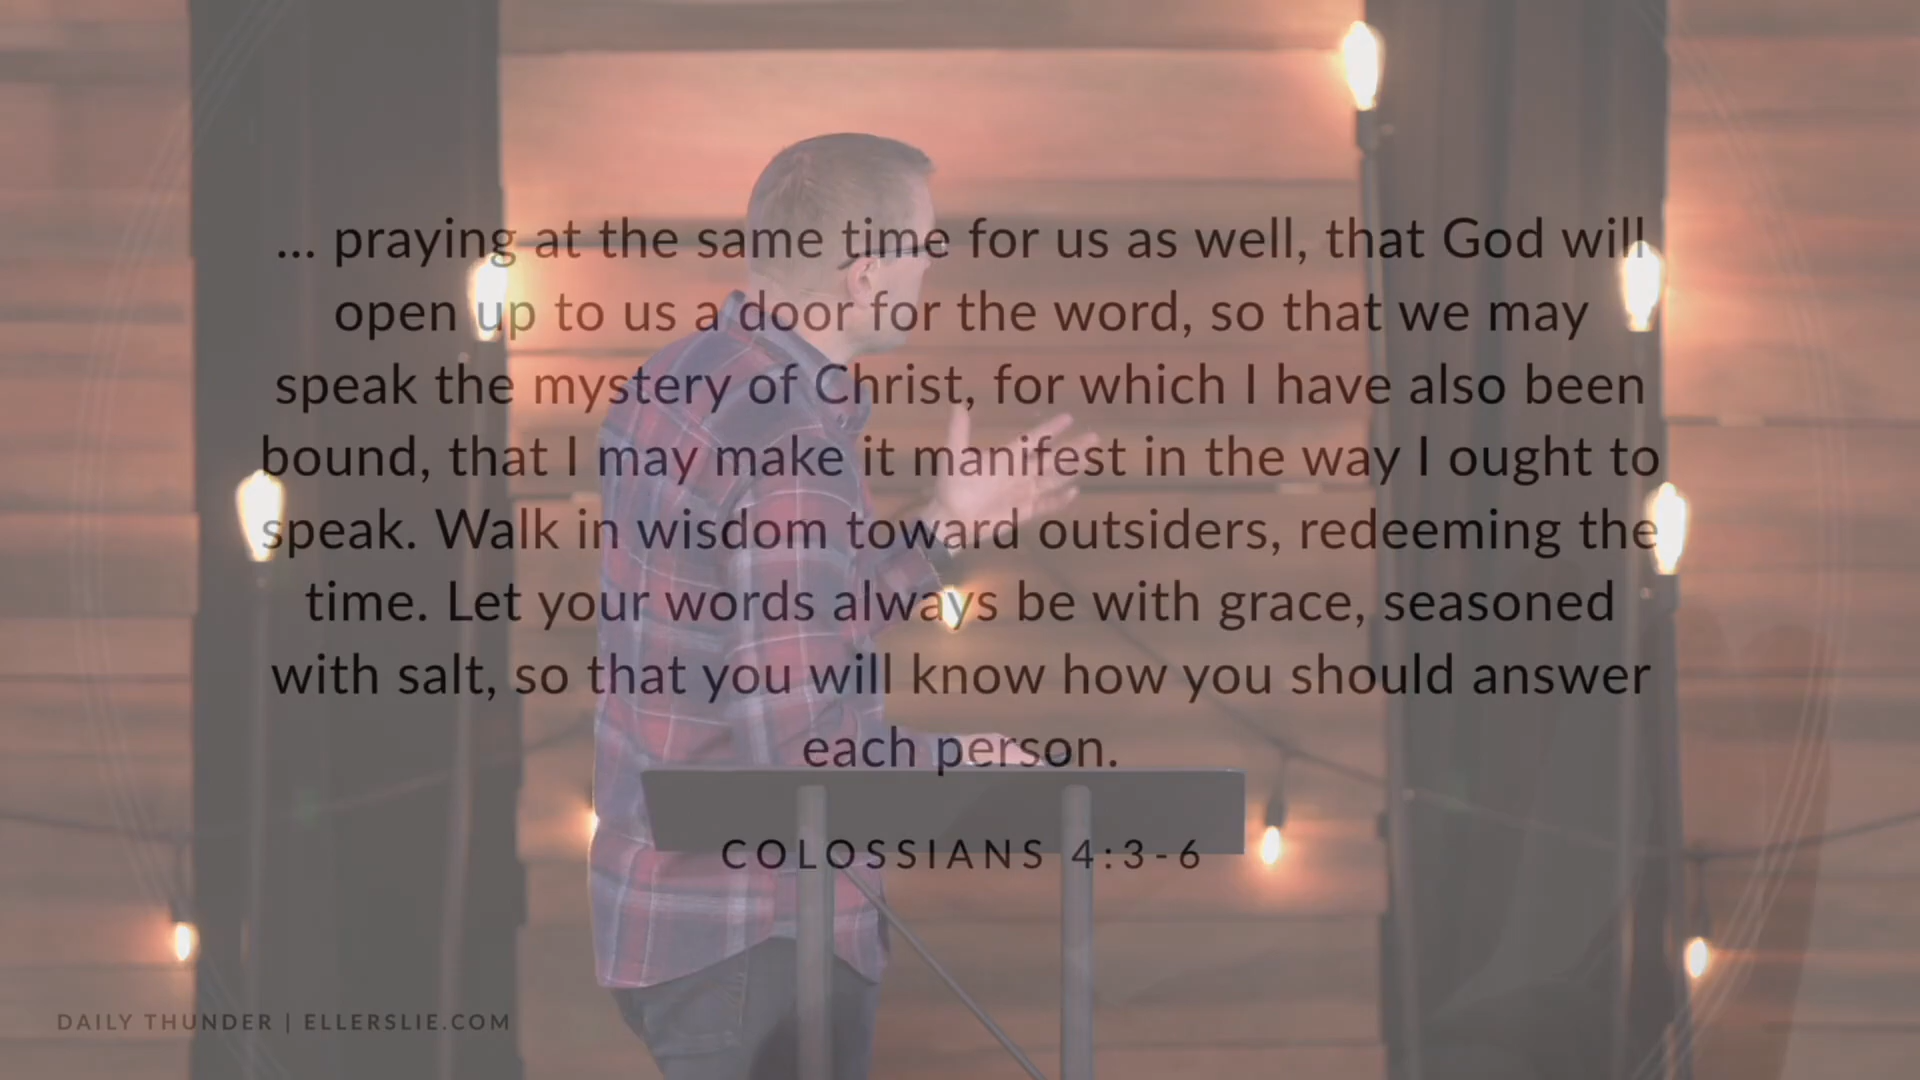 ... praying at the same time for us as well, that God will
open up to us a door for the word, so that we may
speak the mystery of Christ, for which I have also been
bound, that I may make it manifest in the way I ought to
speak. Walk in wisdom toward outsiders, redeeming the
time. Let your words always be with grace, seasoned
with salt, so that you will know how you should answer
each person.
COLOSSIANS 4:3-6
DAILY THUNDER | ELLERSLIE.COM